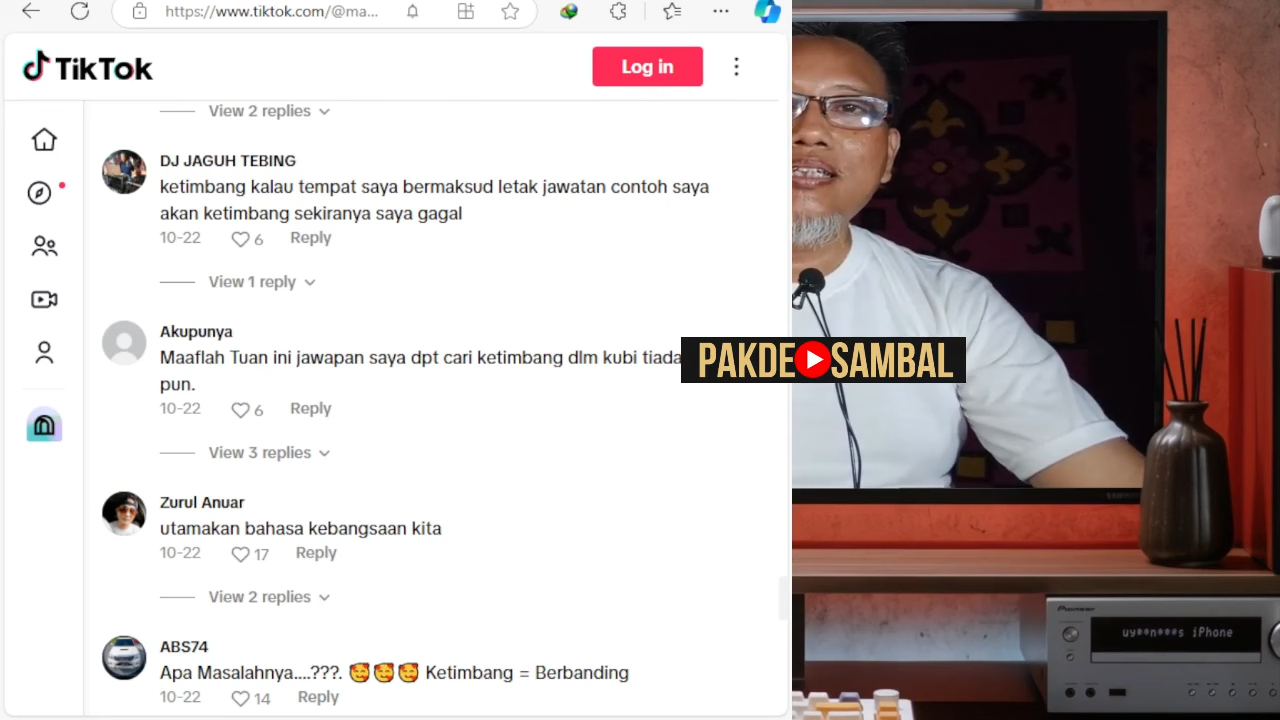 https://www.tiktok.com/@ma...
TikTok
Log in
View 2 replies
DJ JAGUH TEBING
ketimbang kalau tempat saya bermaksud letak jawatan contoh saya
akan ketimbang sekiranya saya gagal
10-22 6 Reply
View 1 reply
Akupunya
Maaflah Tuan ini jawapan saya dpt cari ketimbang dlm kubi tiada
pun.
10-22 6 Reply
View 3 replies
Zurul Anuar
utamakan bahasa kebangsaan kita
10-22 17 Reply
View 2 replies
ABS74
Apa Masalahnya....???. 🥰🥰🥰 Ketimbang = Berbanding
10-22 14 Reply
PAKDE SAMBAL
Pioneer
iPhone